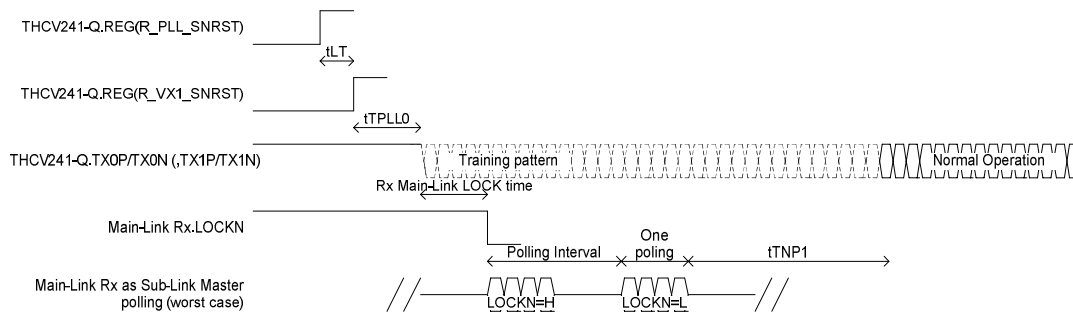 THCV241-Q.REG(R_PLL_SNRST)
tLT
THCV241-Q.REG(R_VX1_SNRST)
tTPLL0
THCV241-Q.TX0P/TX0N (,TX1P/TX1N)
Training pattern
Normal Operation
Rx Main-Link LOCK time
Main-Link Rx.LOCKN
Polling Interval
One
poling
tTNP1
Main-Link Rx as Sub-Link Master
polling (worst case)
LOCKN=H
LOCKN=L